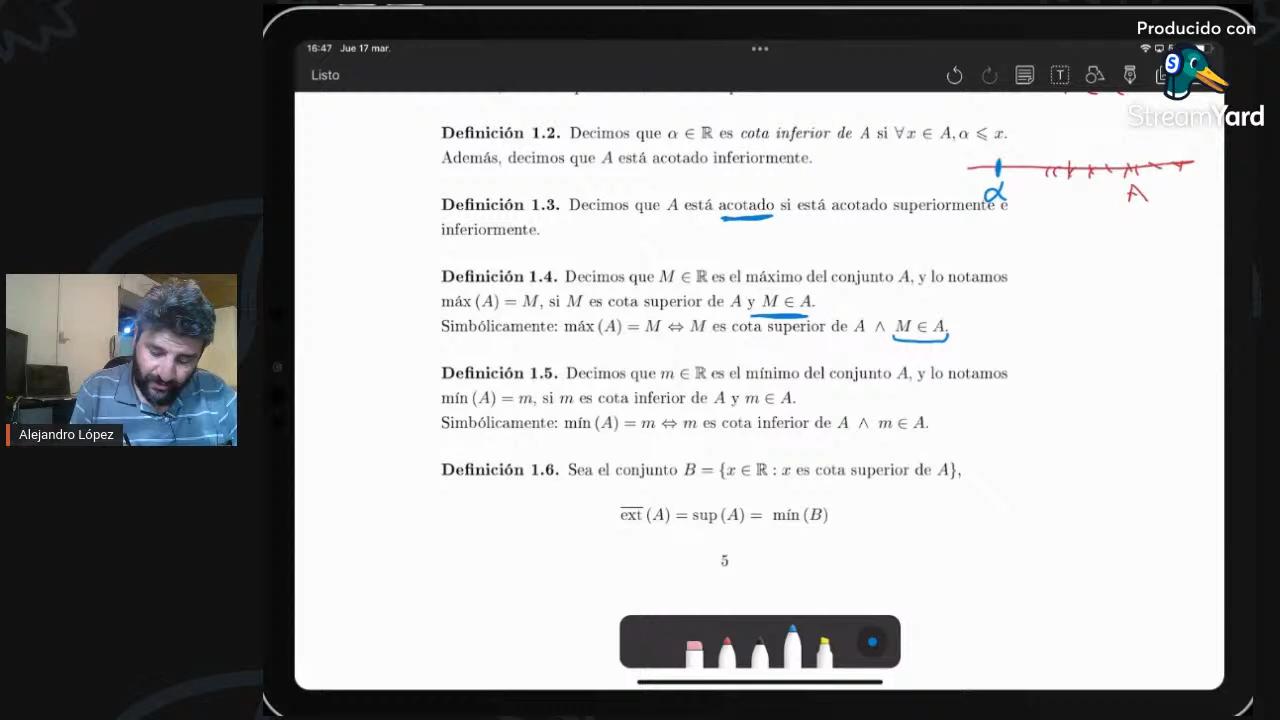 Producido con
StreamYard
16:47 Jue 17 mar.
Listo
Definición 1.2. Decimos que α ∈ ℝ es cota inferior de A si ∀x ∈ A, α ⩽ x.
Además, decimos que A está acotado inferiormente.
α
A
Definición 1.3. Decimos que A está acotado si está acotado superiormente e
inferiormente.
Definición 1.4. Decimos que M ∈ ℝ es el máximo del conjunto A, y lo notamos
máx (A) = M, si M es cota superior de A y M ∈ A.
Simbólicamente: máx (A) = M ⇔ M es cota superior de A ∧ M ∈ A.
Definición 1.5. Decimos que m ∈ ℝ es el mínimo del conjunto A, y lo notamos
mín (A) = m, si m es cota inferior de A y m ∈ A.
Simbólicamente: mín (A) = m ⇔ m es cota inferior de A ∧ m ∈ A.
Definición 1.6. Sea el conjunto B = {x ∈ ℝ : x es cota superior de A},
e̅x̅t̅ (A) = sup (A) = mín (B)
5
Alejandro López